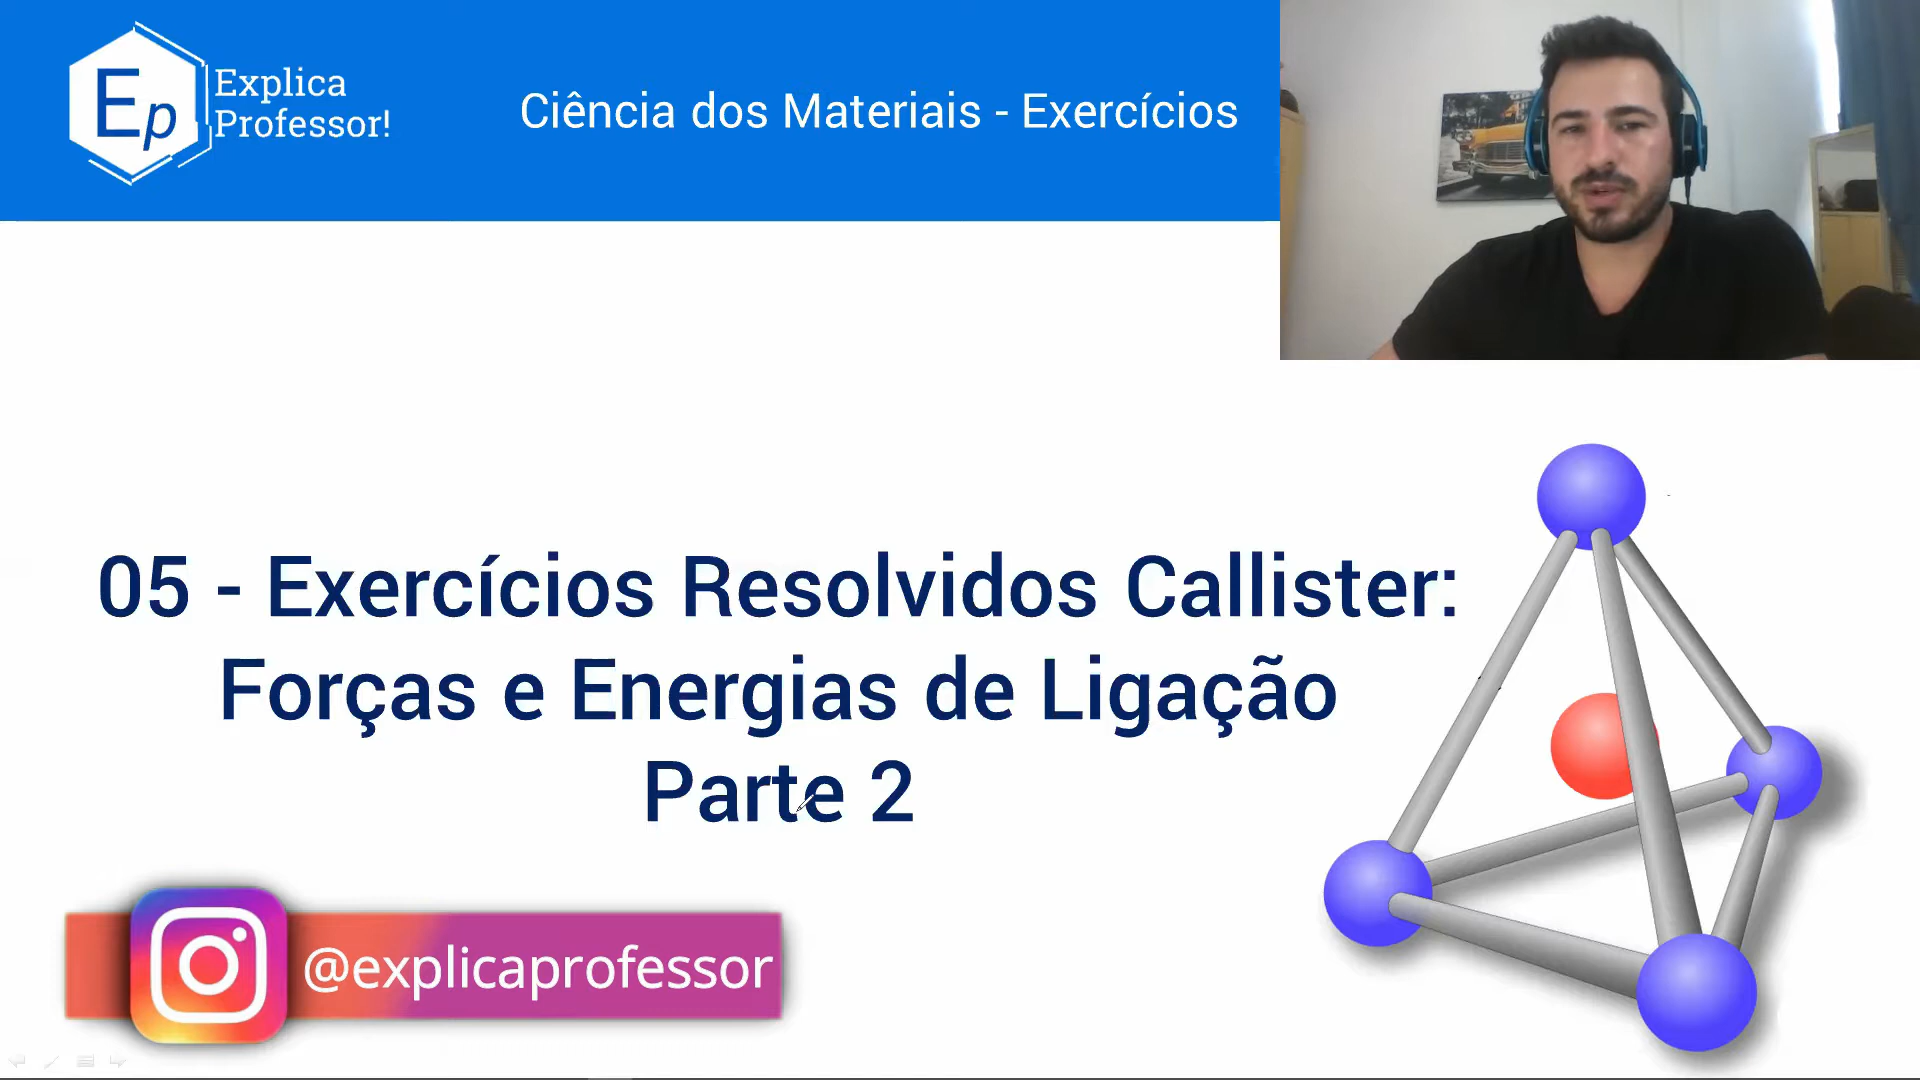 Ep
Explica
Professor!
Ciência dos Materiais - Exercícios
05 - Exercícios Resolvidos Callister:
Forças e Energias de Ligação
Parte 2
@explicaprofessor